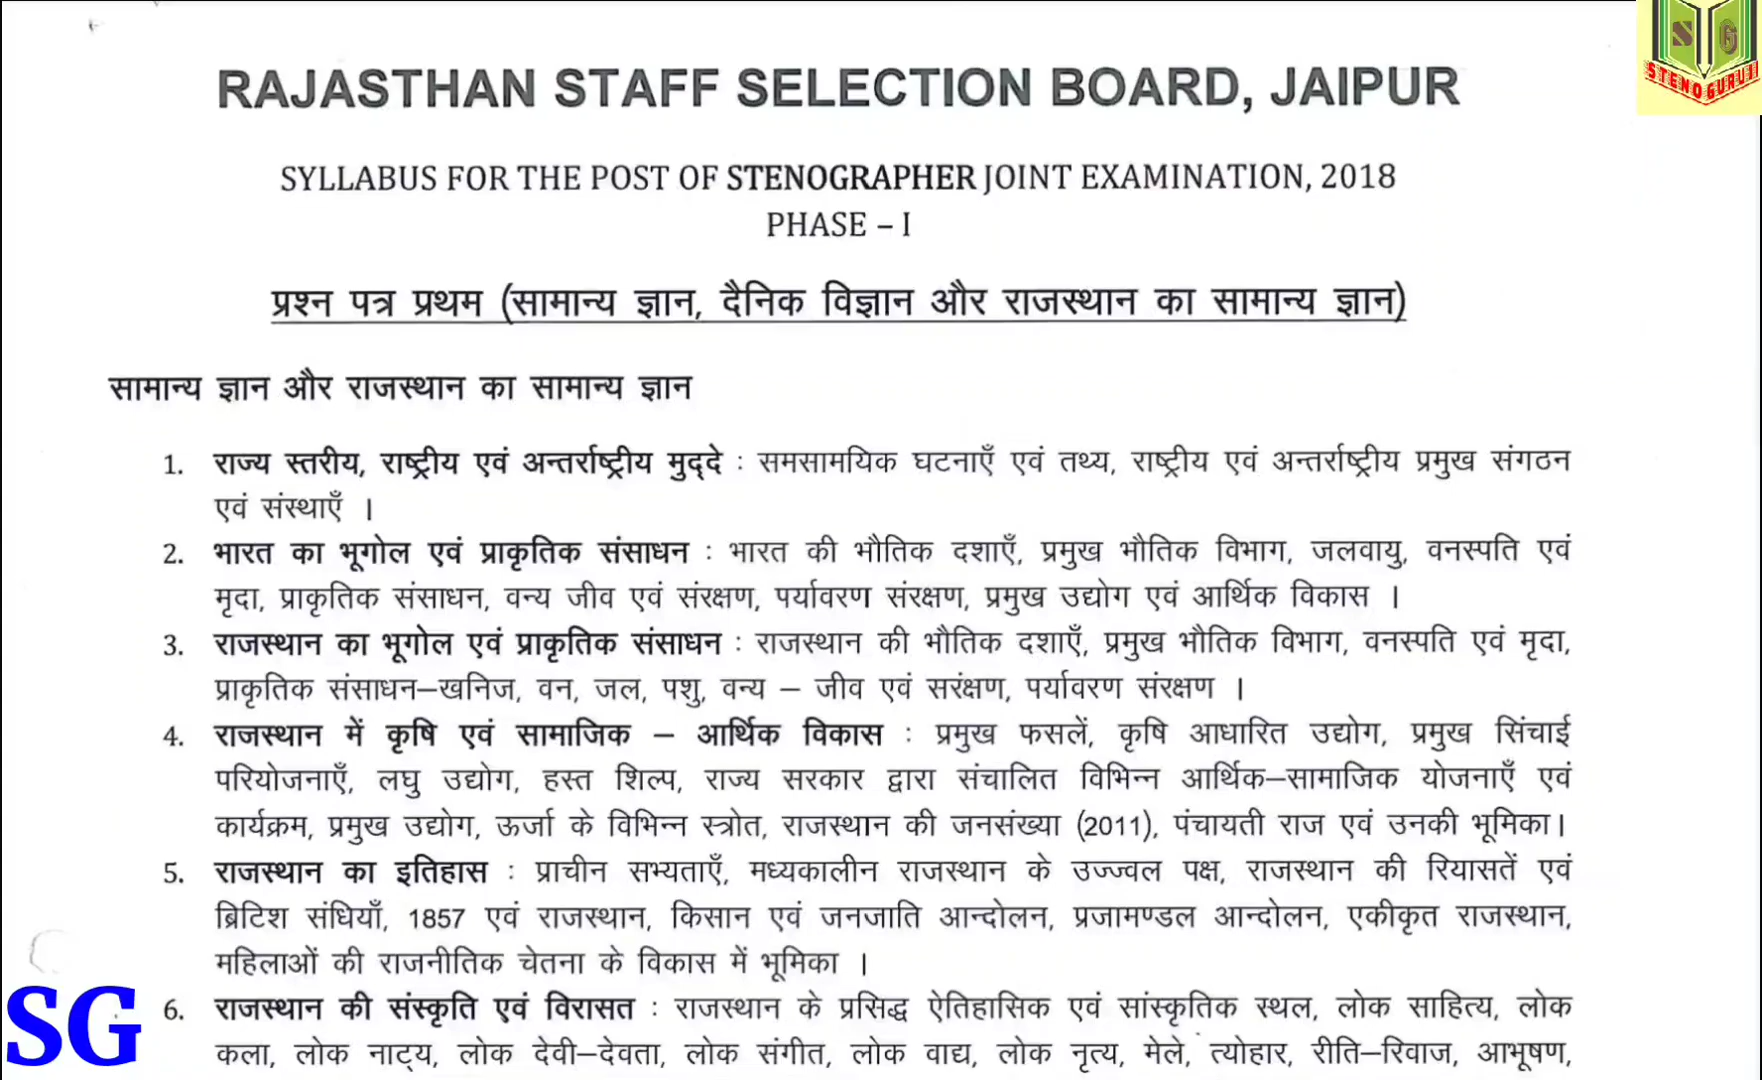 S G
STENOGURUJI
RAJASTHAN STAFF SELECTION BOARD, JAIPUR
SYLLABUS FOR THE POST OF STENOGRAPHER JOINT EXAMINATION, 2018
PHASE – I
प्रश्न पत्र प्रथम (सामान्य ज्ञान, दैनिक विज्ञान और राजस्थान का सामान्य ज्ञान)
सामान्य ज्ञान और राजस्थान का सामान्य ज्ञान
1. राज्य स्तरीय, राष्ट्रीय एवं अन्तर्राष्ट्रीय मुद्दे : समसामयिक घटनाएँ एवं तथ्य, राष्ट्रीय एवं अन्तर्राष्ट्रीय प्रमुख संगठन
एवं संस्थाएँ ।
2. भारत का भूगोल एवं प्राकृतिक संसाधन : भारत की भौतिक दशाएँ, प्रमुख भौतिक विभाग, जलवायु, वनस्पति एवं
मृदा, प्राकृतिक संसाधन, वन्य जीव एवं संरक्षण, पर्यावरण संरक्षण, प्रमुख उद्योग एवं आर्थिक विकास ।
3. राजस्थान का भूगोल एवं प्राकृतिक संसाधन : राजस्थान की भौतिक दशाएँ, प्रमुख भौतिक विभाग, वनस्पति एवं मृदा,
प्राकृतिक संसाधन–खनिज, वन, जल, पशु, वन्य – जीव एवं सरंक्षण, पर्यावरण संरक्षण ।
4. राजस्थान में कृषि एवं सामाजिक – आर्थिक विकास : प्रमुख फसलें, कृषि आधारित उद्योग, प्रमुख सिंचाई
परियोजनाएँ, लघु उद्योग, हस्त शिल्प, राज्य सरकार द्वारा संचालित विभिन्न आर्थिक–सामाजिक योजनाएँ एवं
कार्यक्रम, प्रमुख उद्योग, ऊर्जा के विभिन्न स्त्रोत, राजस्थान की जनसंख्या (2011), पंचायती राज एवं उनकी भूमिका।
5. राजस्थान का इतिहास : प्राचीन सभ्यताएँ, मध्यकालीन राजस्थान के उज्ज्वल पक्ष, राजस्थान की रियासतें एवं
ब्रिटिश संधियाँ, 1857 एवं राजस्थान, किसान एवं जनजाति आन्दोलन, प्रजामण्डल आन्दोलन, एकीकृत राजस्थान,
महिलाओं की राजनीतिक चेतना के विकास में भूमिका ।
6. राजस्थान की संस्कृति एवं विरासत : राजस्थान के प्रसिद्ध ऐतिहासिक एवं सांस्कृतिक स्थल, लोक साहित्य, लोक
कला, लोक नाट्य, लोक देवी–देवता, लोक संगीत, लोक वाद्य, लोक नृत्य, मेले, त्योहार, रीति–रिवाज, आभूषण,
SG